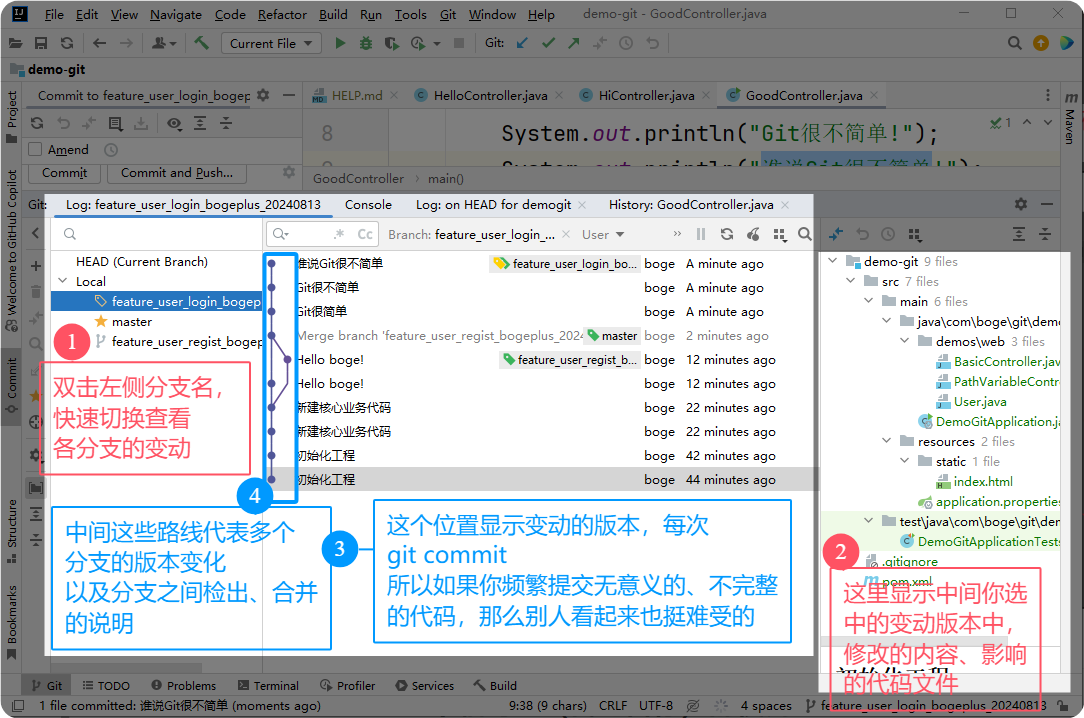 File Edit View Navigate Code Refactor Build Run Tools Git Window Help demo-git - GoodController.java
Current File Git:
demo-git
Project
Commit to feature_user_login_bogep
HELP.md HelloController.java HiController.java GoodController.java
Maven
8 System.out.println("Git很不简单!");
1
Amend
Commit Commit and Push...
System.out.println("谁说Git很不简单!");
GoodController main()
Welcome to GitHub Copilot
Commit
Structure
Bookmarks
Git: Log: feature_user_login_bogeplus_20240813 Console Log: on HEAD for demogit History: GoodController.java
Cc Branch: feature_user_login_... User
HEAD (Current Branch)
Local
feature_user_login_bogep
master
feature_user_regist_bogep
谁说Git很不简单 feature_user_login_bo... boge A minute ago
Git很不简单 boge A minute ago
Git很简单 boge A minute ago
Merge branch 'feature_user_regist_bogeplus_2024 master boge 2 minutes ago
Hello boge! feature_user_regist_b... boge 12 minutes ago
Hello boge! boge 12 minutes ago
新建核心业务代码 boge 22 minutes ago
新建核心业务代码 boge 22 minutes ago
初始化工程 boge 42 minutes ago
初始化工程 boge 44 minutes ago
demo-git 9 files
src 7 files
main 6 files
java\com\boge\git\demo
demos\web 3 files
BasicController.jav
PathVariableContr
User.java
DemoGitApplication.ja
resources 2 files
static 1 file
index.html
application.properties
test\java\com\boge\git\dem
DemoGitApplicationTests
.gitignore
pom.xml
初始化工程
1
双击左侧分支名，
快速切换查看
各分支的变动
4
中间这些路线代表多个
分支的版本变化
以及分支之间检出、合并
的说明
3
这个位置显示变动的版本，每次
git commit
所以如果你频繁提交无意义的、不完整
的代码，那么别人看起来也挺难受的
2
这里显示中间你选
中的变动版本中，
修改的内容、影响
的代码文件
Git TODO Problems Terminal Profiler Services Build
1 file committed: 谁说Git很不简单 (moments ago) 9:38 (9 chars) CRLF UTF-8 4 spaces feature_user_login_bogeplus_20240813